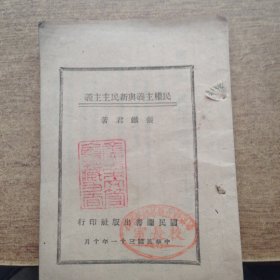 民權主義與新民主主義
張鐵君著
國民圖書出版社印行
中華民國三十一年十月